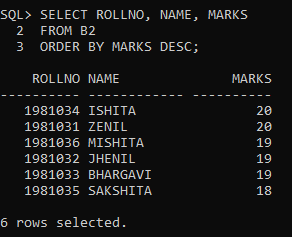 SQL> SELECT ROLLNO, NAME, MARKS
  2  FROM B2
  3  ORDER BY MARKS DESC;

    ROLLNO NAME              MARKS
---------- ------------ ----------
   1981034 ISHITA               20
   1981031 ZENIL                20
   1981036 MISHITA              19
   1981032 JHENIL               19
   1981033 BHARGAVI             19
   1981035 SAKSHITA             18

6 rows selected.